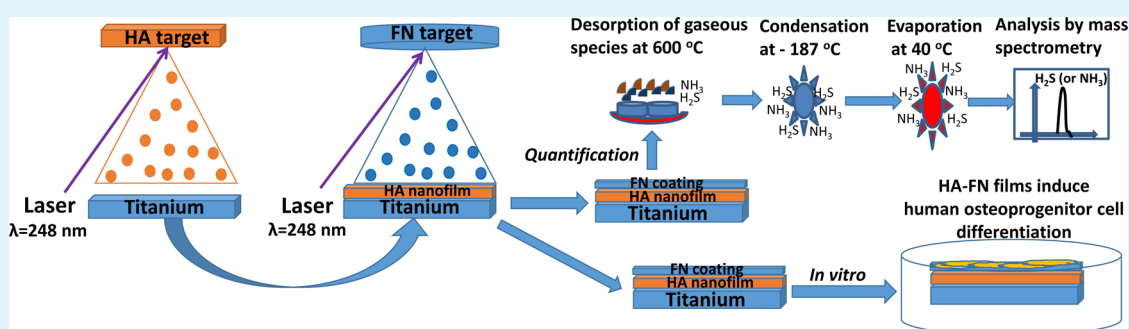 HA target
Laser
λ=248 nm
Titanium
FN target
Laser
λ=248 nm
HA nanofilm
Titanium
Quantification
FN coating
HA nanofilm
Titanium
Desorption of gaseous
species at 600 °C
NH₃
H₂S
Condensation
at - 187 °C
H₂S
H₂S
NH₃
NH₃
H₂S
NH₃
Evaporation
at 40 °C
NH₃
H₂S
H₂S
NH₃
NH₃
H₂S
Analysis by mass
spectrometry
H₂S (or NH₃)
FN coating
HA nanofilm
Titanium
In vitro
HA-FN films induce
human osteoprogenitor cell
differentiation